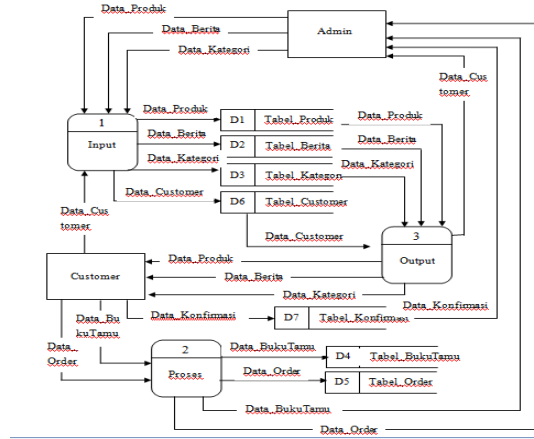 Data_Produk
Admin
Data_Berita
Data_Kategori
Data_Cus
tomer
1
Input
Data_Produk
D1 Tabel_Produk
Data_Produk
Data_Berita
D2 Tabel_Berita
Data_Berita
Data_Kategori
D3 Tabel_Kategori
Data_Kategori
Data_Customer
D6 Tabel_Customer
Data_Cus
tomer
Data_Customer
3
Output
Data_Produk
Customer
Data_Berita
Data_Kategori
Data_Konfirmasi
Data_Konfirmasi
D7 Tabel_Konfirmasi
Data_Bu
kuTamu
Data_
Order
2
Proses
Data_BukuTamu
D4 Tabel_BukuTamu
Data_Order
D5 Tabel_Order
Data_BukuTamu
Data_Order